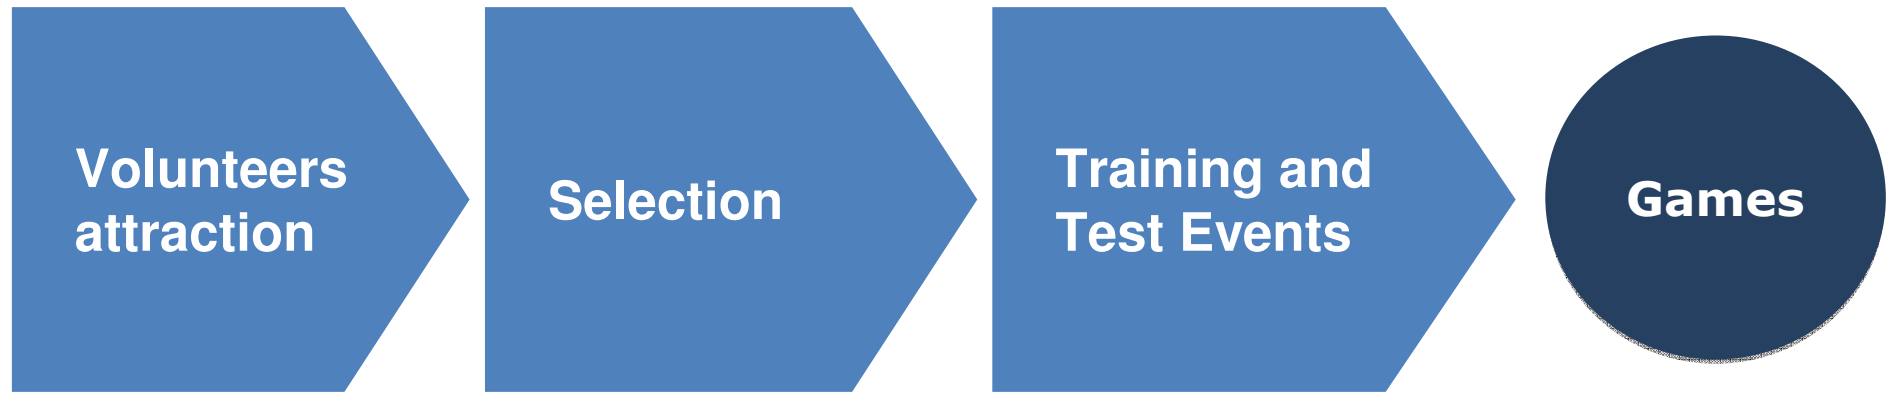 Volunteers
attraction
Selection
Training and
Test Events
Games